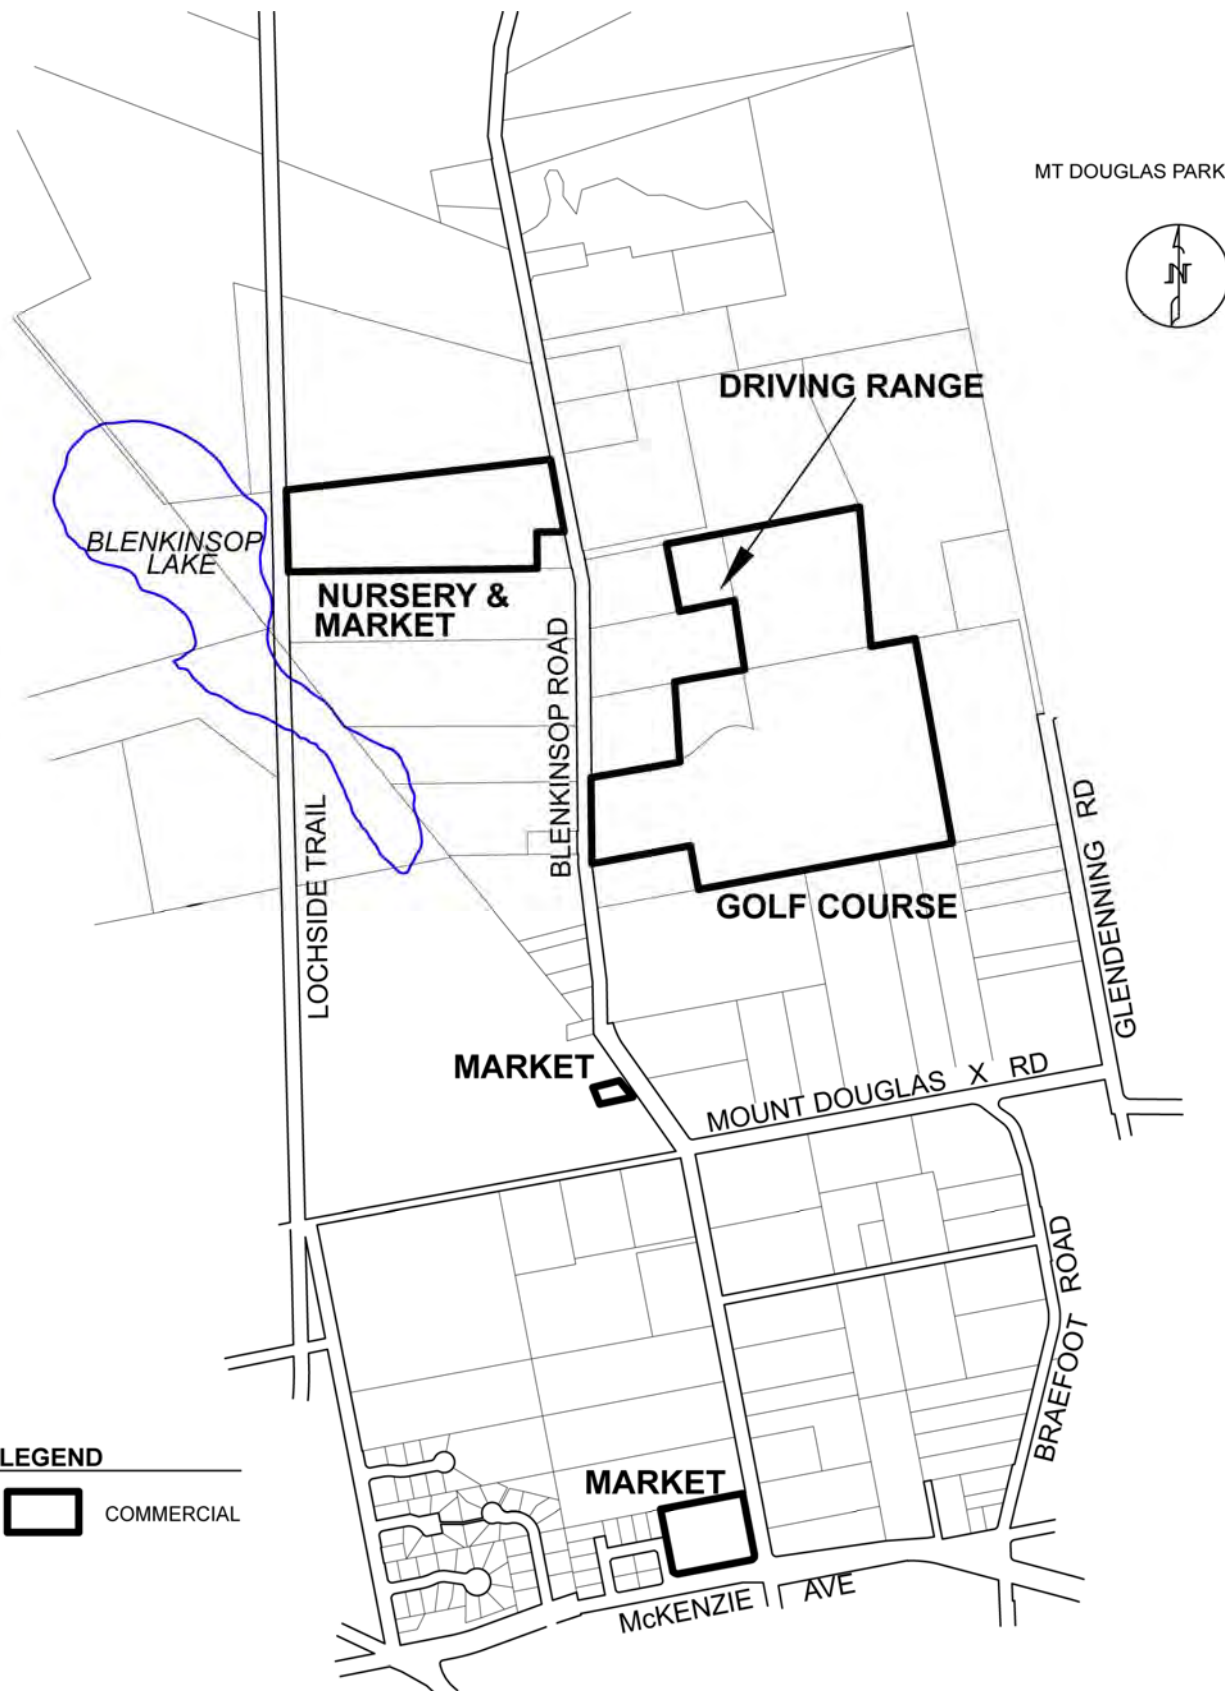 MT DOUGLAS PARK
N
DRIVING RANGE
BLENKINSOP
LAKE
NURSERY &
MARKET
BLENKINSOP ROAD
LOCHSIDE TRAIL
GLENDENNING RD
GOLF COURSE
MARKET
MOUNT DOUGLAS X RD
BRAEFOOT ROAD
LEGEND
COMMERCIAL
MARKET
McKENZIE AVE